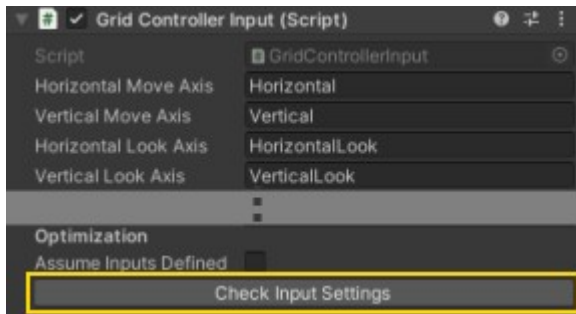 Grid Controller Input (Script)
Script GridControllerInput
Horizontal Move Axis Horizontal
Vertical Move Axis Vertical
Horizontal Look Axis HorizontalLook
Vertical Look Axis VerticalLook
Optimization
Assume Inputs Defined
Check Input Settings